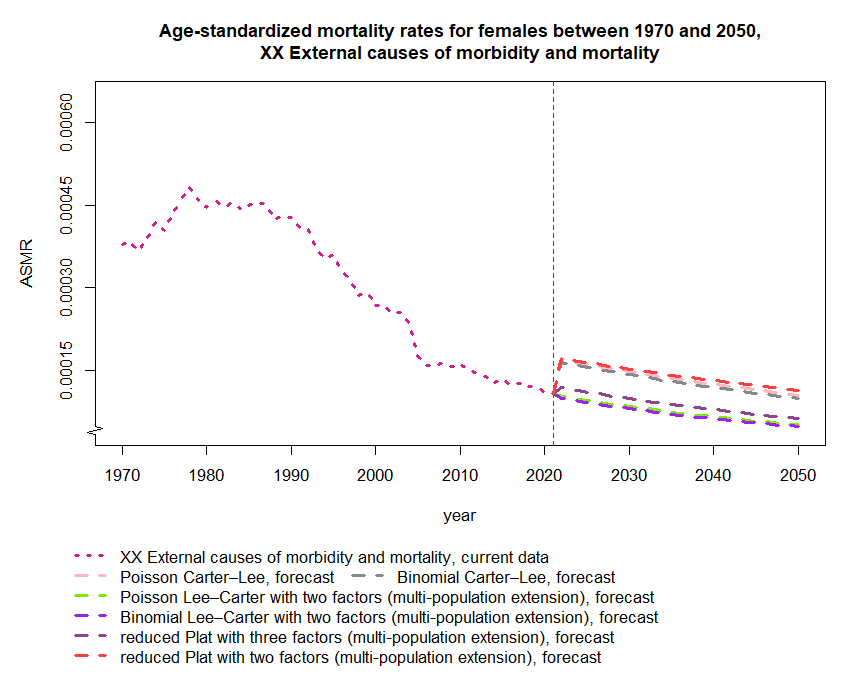 Age-standardized mortality rates for females between 1970 and 2050,
XX External causes of morbidity and mortality
ASMR
0.00060
0.00045
0.00030
0.00015
1970 1980 1990 2000 2010 2020 2030 2040 2050
year
XX External causes of morbidity and mortality, current data
Poisson Carter–Lee, forecast Binomial Carter–Lee, forecast
Poisson Lee–Carter with two factors (multi-population extension), forecast
Binomial Lee–Carter with two factors (multi-population extension), forecast
reduced Plat with three factors (multi-population extension), forecast
reduced Plat with two factors (multi-population extension), forecast